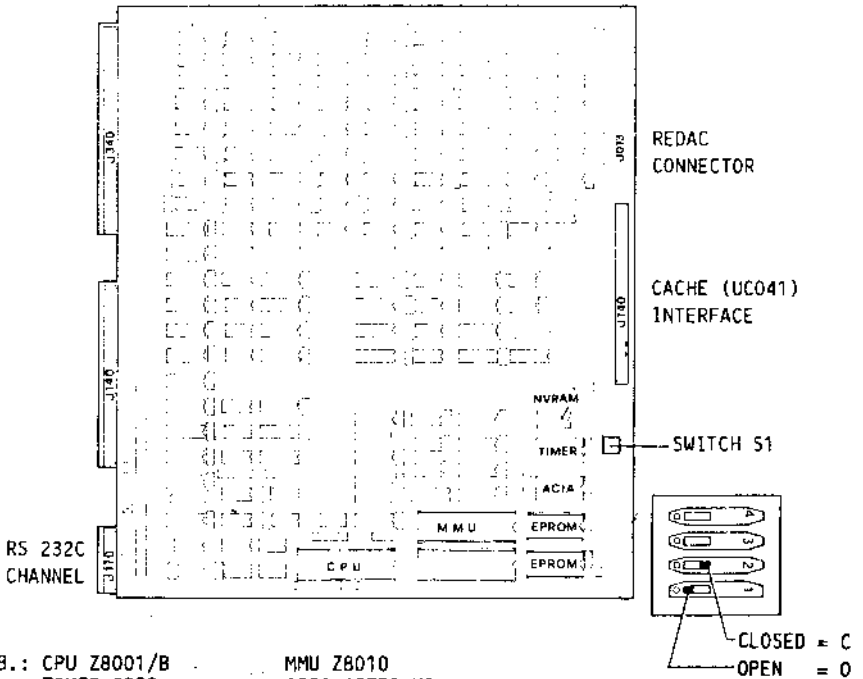 J340
J013
REDAC
CONNECTOR
J140
CACHE (UC041)
INTERFACE
J140
NVRAM
TIMER
SWITCH S1
ACIA
MMU
EPROM
RS 232C
CHANNEL
J170
CPU
EPROM
4
3
2
1
CLOSED = C
OPEN = O
B.: CPU Z8001/B
MMU Z8010